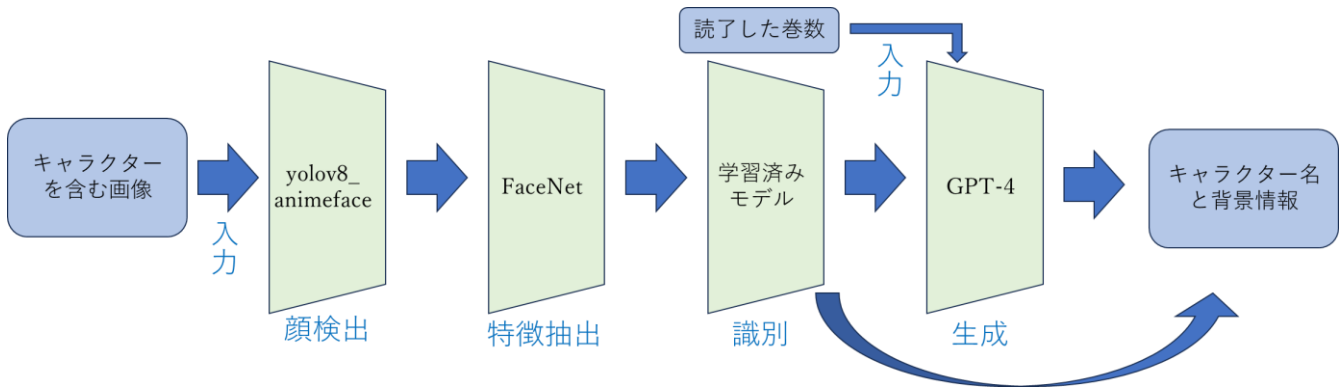 読了した巻数
入力
キャラクター
を含む画像
入力
yolov8_
animeface
顔検出
FaceNet
特徴抽出
学習済み
モデル
識別
GPT-4
生成
キャラクター名
と背景情報